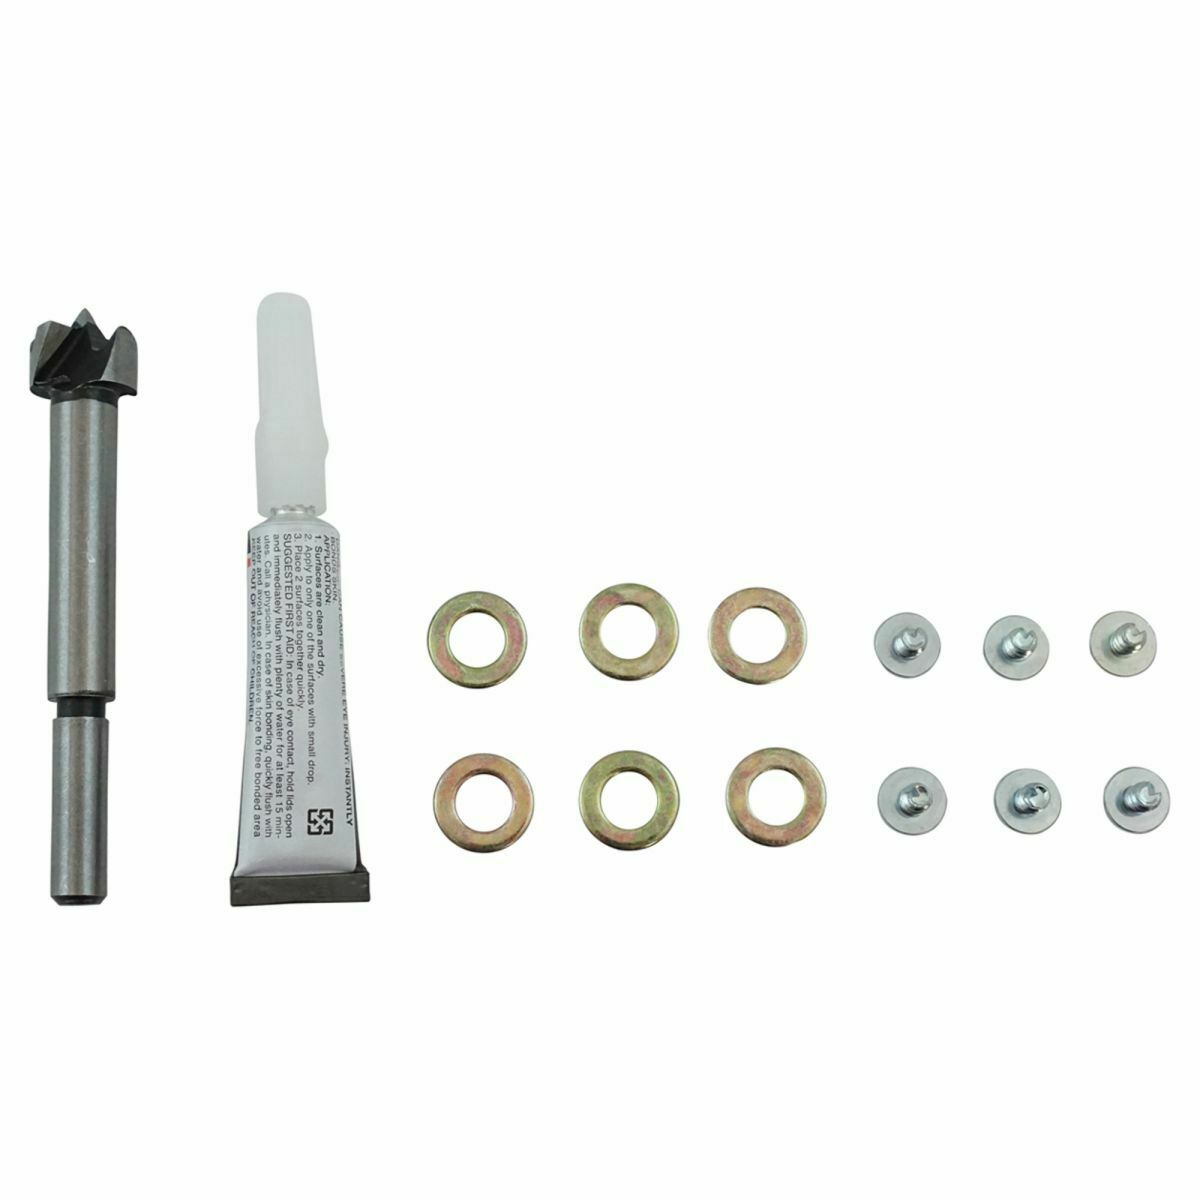 BONDS SKIN CAN CAUSE SEVERE EYE INJURY: INSTANTLY
APPLICATION:
1. Surfaces are clean and dry.
2. Apply to only one of the surfaces with small drop.
3. Place 2 surfaces together quickly.
SUGGESTED FIRST AID: In case of eye contact, hold lids open
and immediately flush with plenty of water for at least 15 min-
utes. Call a physician. In case of skin bonding, quickly flush with
water and avoid use of excessive force to free bonded area
KEEP OUT OF REACH OF CHILDREN.